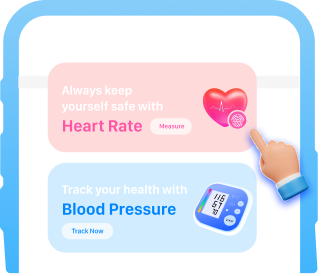 Always keep
yourself safe with
Heart Rate
Measure
Track your health with
Blood Pressure
Track Now